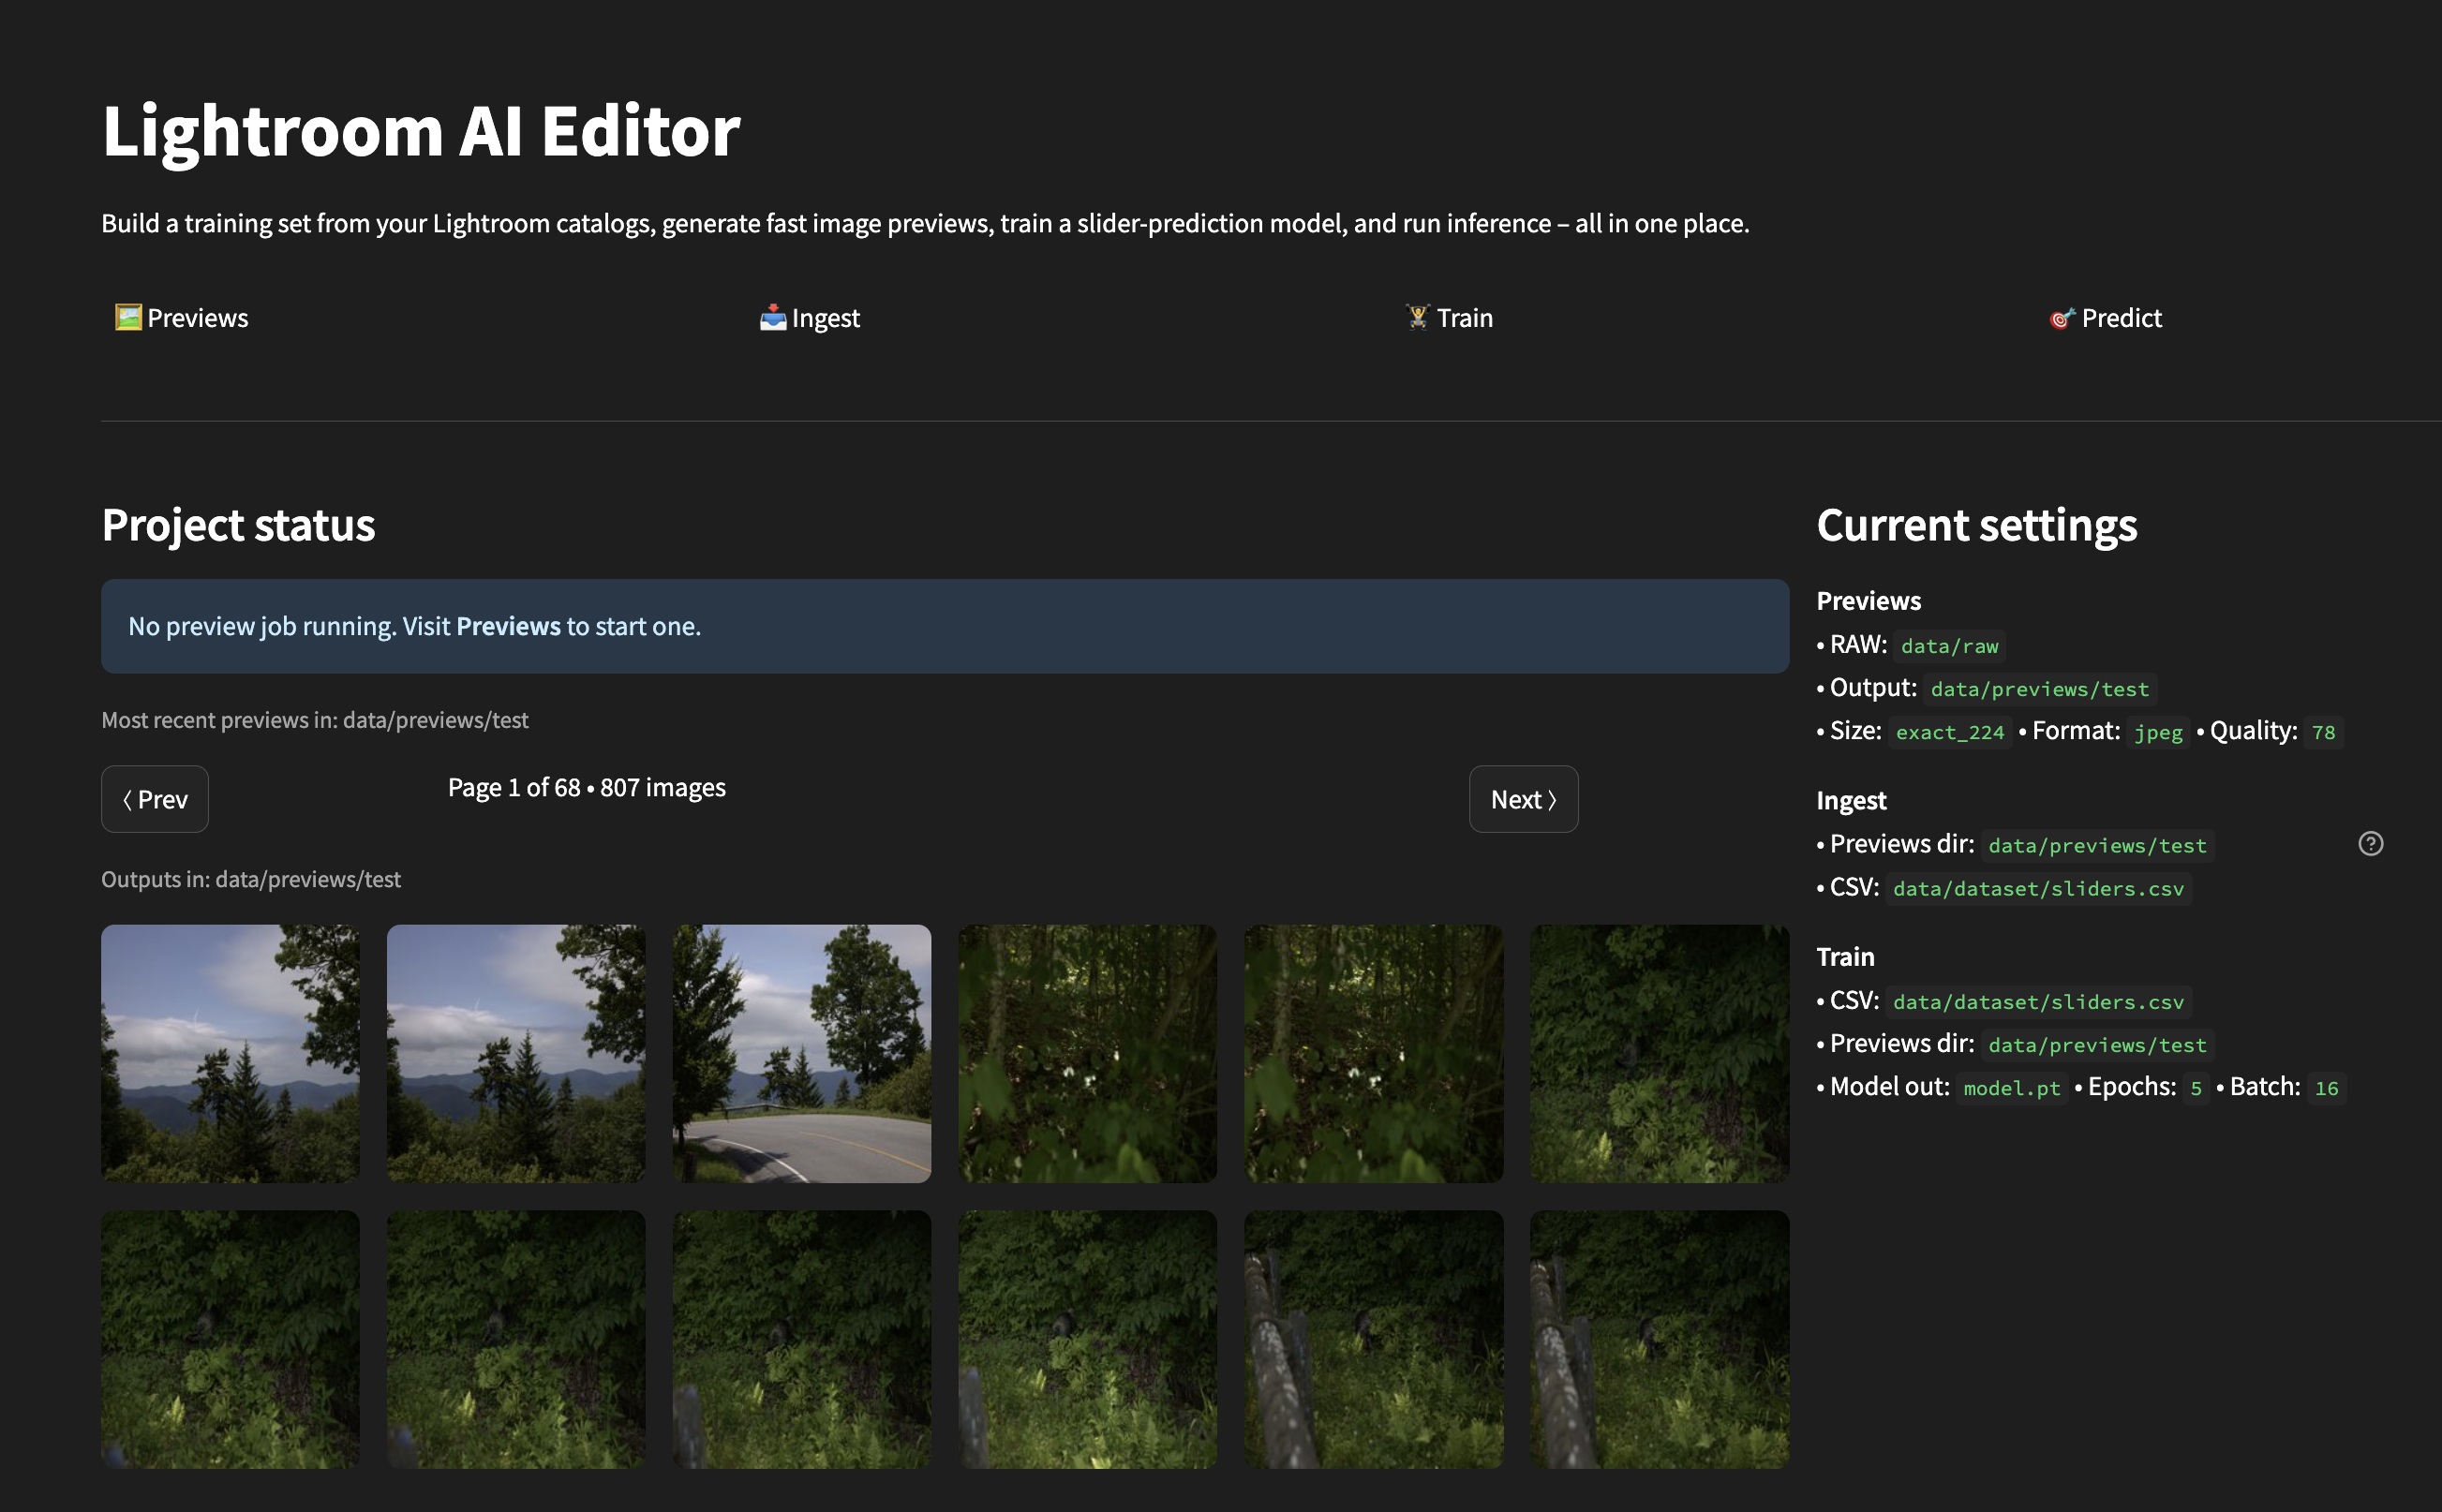 Lightroom AI Editor
Build a training set from your Lightroom catalogs, generate fast image previews, train a slider-prediction model, and run inference – all in one place.
Previews
Ingest
Train
Predict
Project status
No preview job running. Visit Previews to start one.
Most recent previews in: data/previews/test
〈 Prev
Page 1 of 68 • 807 images
Next 〉
Outputs in: data/previews/test
Current settings
Previews
• RAW: data/raw
• Output: data/previews/test
• Size: exact_224 • Format: jpeg • Quality: 78
Ingest
• Previews dir: data/previews/test
• CSV: data/dataset/sliders.csv
Train
• CSV: data/dataset/sliders.csv
• Previews dir: data/previews/test
• Model out: model.pt • Epochs: 5 • Batch: 16